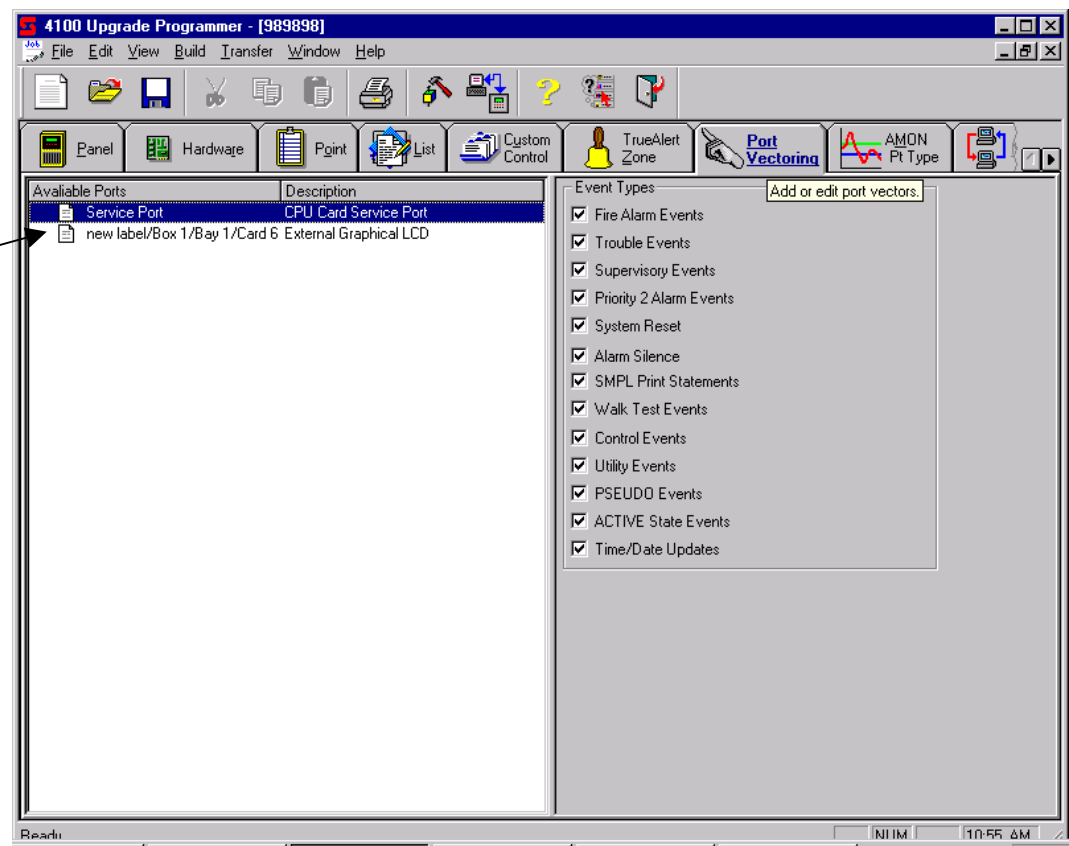 4100 Upgrade Programmer - [989898]
File Edit View Build Transfer Window Help
Panel
Hardware
Point
List
Custom
Control
TrueAlert
Zone
Port
Vectoring
AMON
Pt Type
Avaliable Ports Description
Service Port CPU Card Service Port
new label/Box 1/Bay 1/Card 6 External Graphical LCD
Event Types
Add or edit port vectors.
Fire Alarm Events
Trouble Events
Supervisory Events
Priority 2 Alarm Events
System Reset
Alarm Silence
SMPL Print Statements
Walk Test Events
Control Events
Utility Events
PSEUDO Events
ACTIVE State Events
Time/Date Updates
Ready NUM 10:55 AM